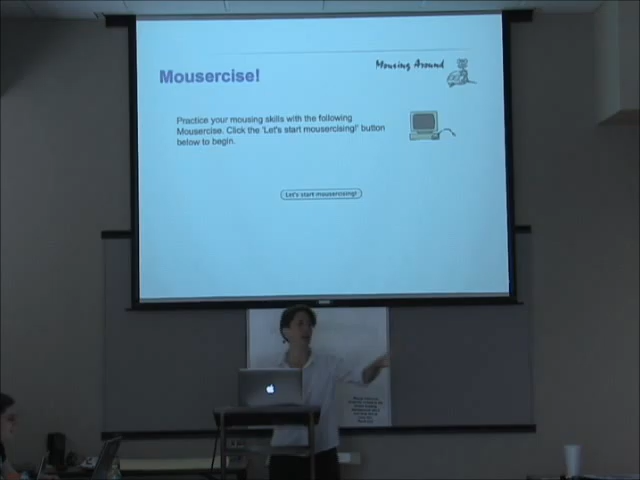 Mousing Around
Mousercise!
Practice your mousing skills with the following
Mousercise. Click the 'Let's start mousercising!' button
below to begin.
Let's start mousercising!